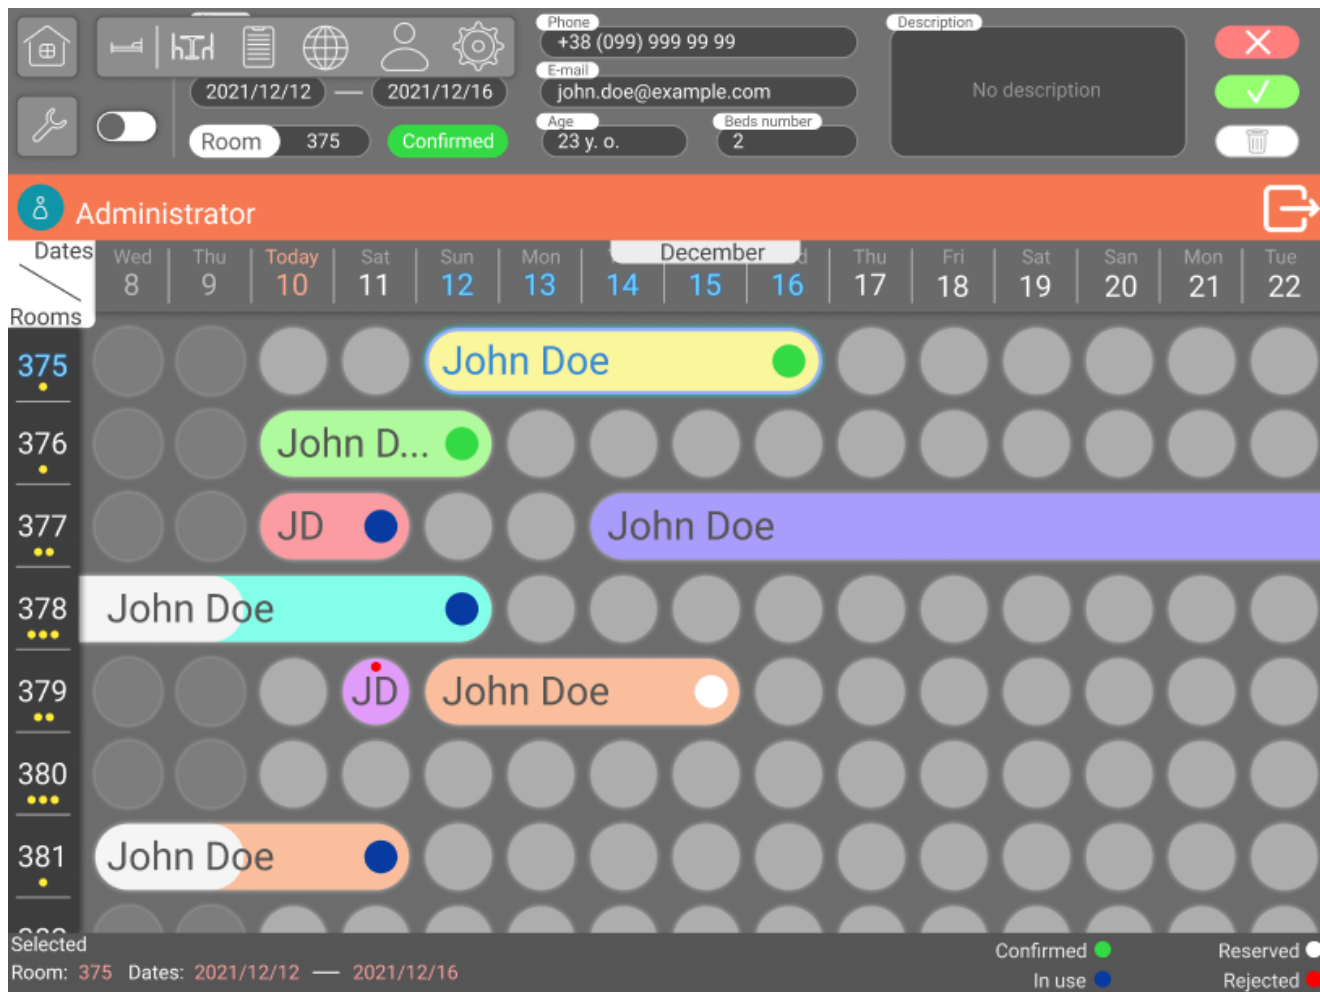 Phone
+38 (099) 999 99 99
E-mail
john.doe@example.com
Age
23 y. o.
Beds number
2
Description
No description
2021/12/12 — 2021/12/16
Room 375 Confirmed
Administrator
Dates
Rooms
December
Wed Thu Today Sat Sun Mon d Thu Fri Sat San Mon Tue
8 9 10 11 12 13 14 15 16 17 18 19 20 21 22
375 John Doe
376 John D...
377 JD John Doe
378 John Doe
379 JD John Doe
380
381 John Doe
Selected
Room: 375 Dates: 2021/12/12 — 2021/12/16
Confirmed Reserved
In use Rejected